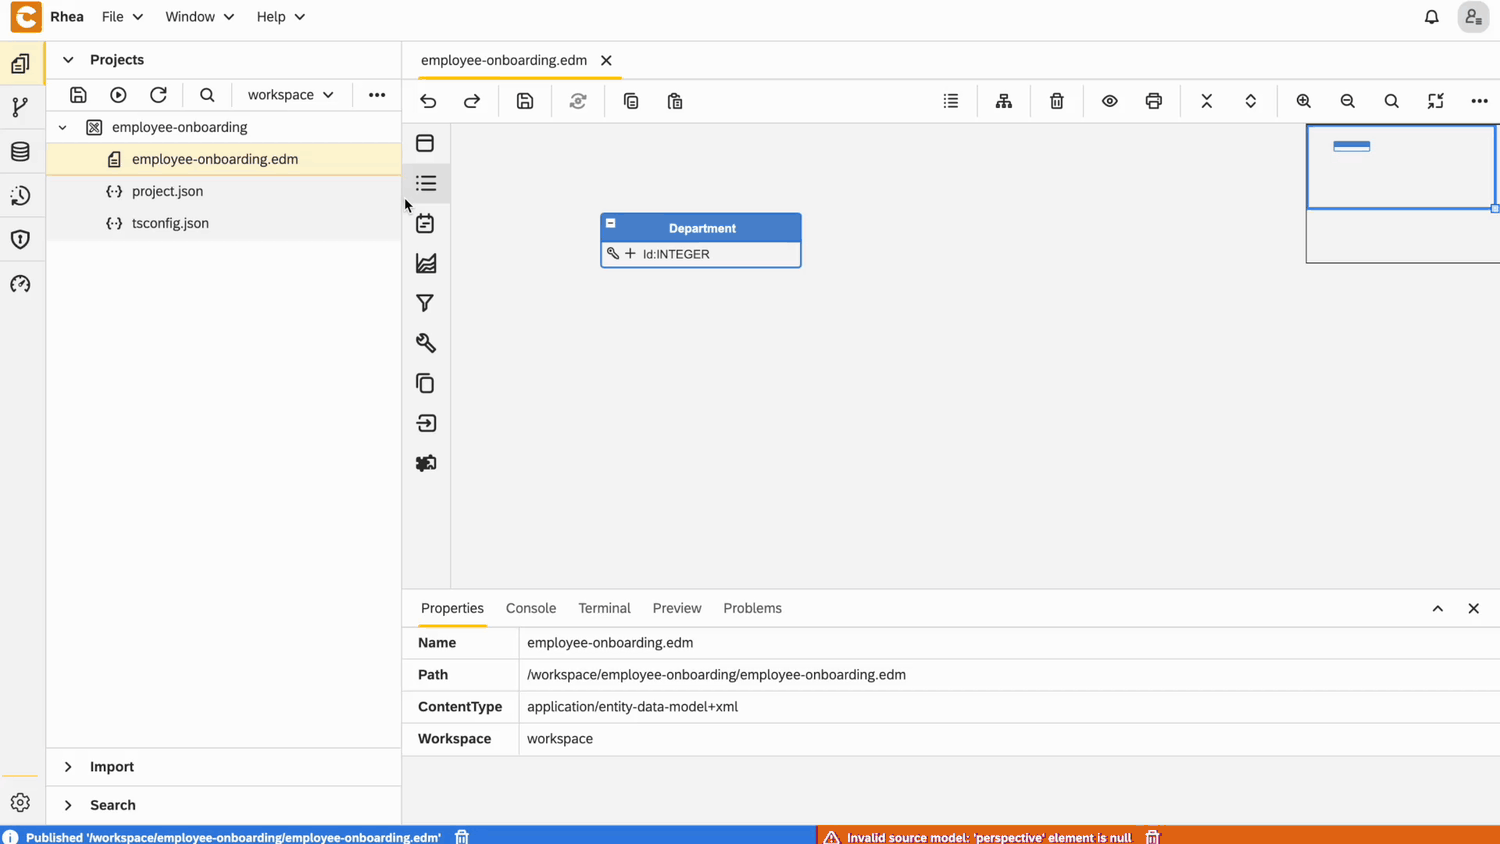 Rhea File Window Help
Projects
employee-onboarding.edm
workspace
employee-onboarding
employee-onboarding.edm
project.json
tsconfig.json
Department
Id:INTEGER
Properties Console Terminal Preview Problems
Name employee-onboarding.edm
Path /workspace/employee-onboarding/employee-onboarding.edm
ContentType application/entity-data-model+xml
Workspace workspace
Import
Search
Published '/workspace/employee-onboarding/employee-onboarding.edm'
Invalid source model: 'perspective' element is null